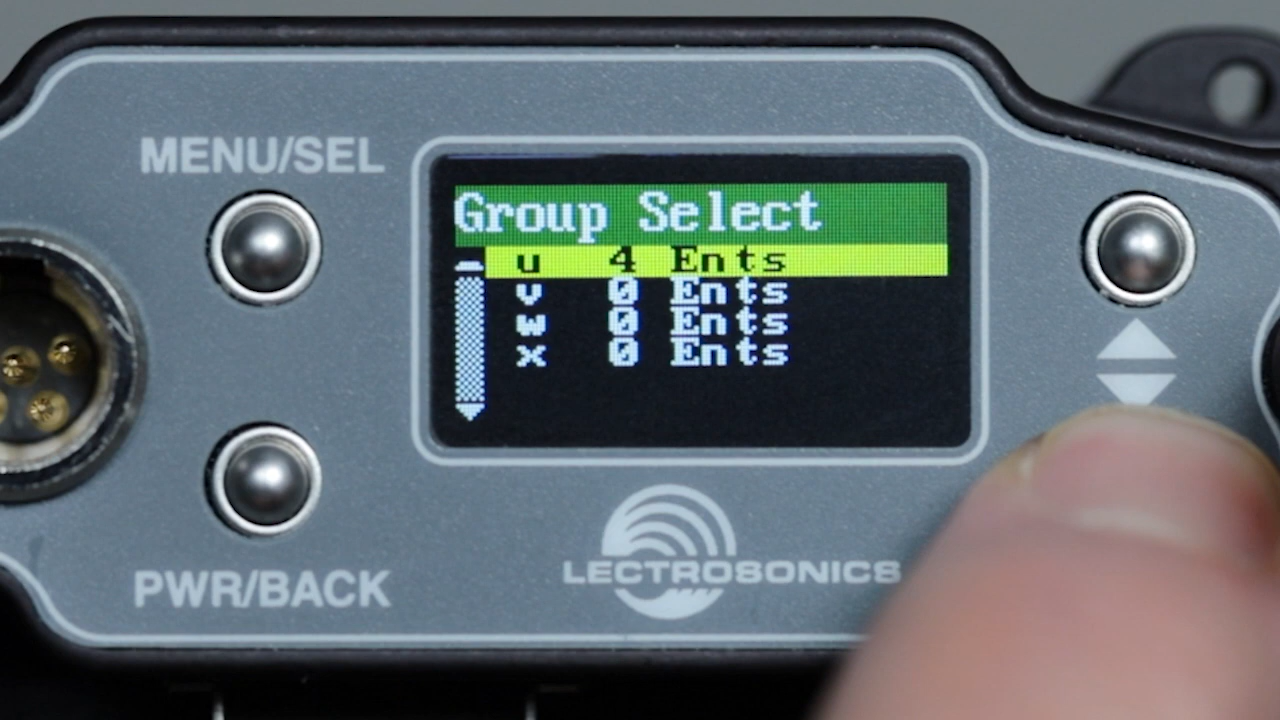 MENU/SEL
Group Select
u 4 Ents
v 0 Ents
w 0 Ents
x 0 Ents
PWR/BACK
LECTROSONICS